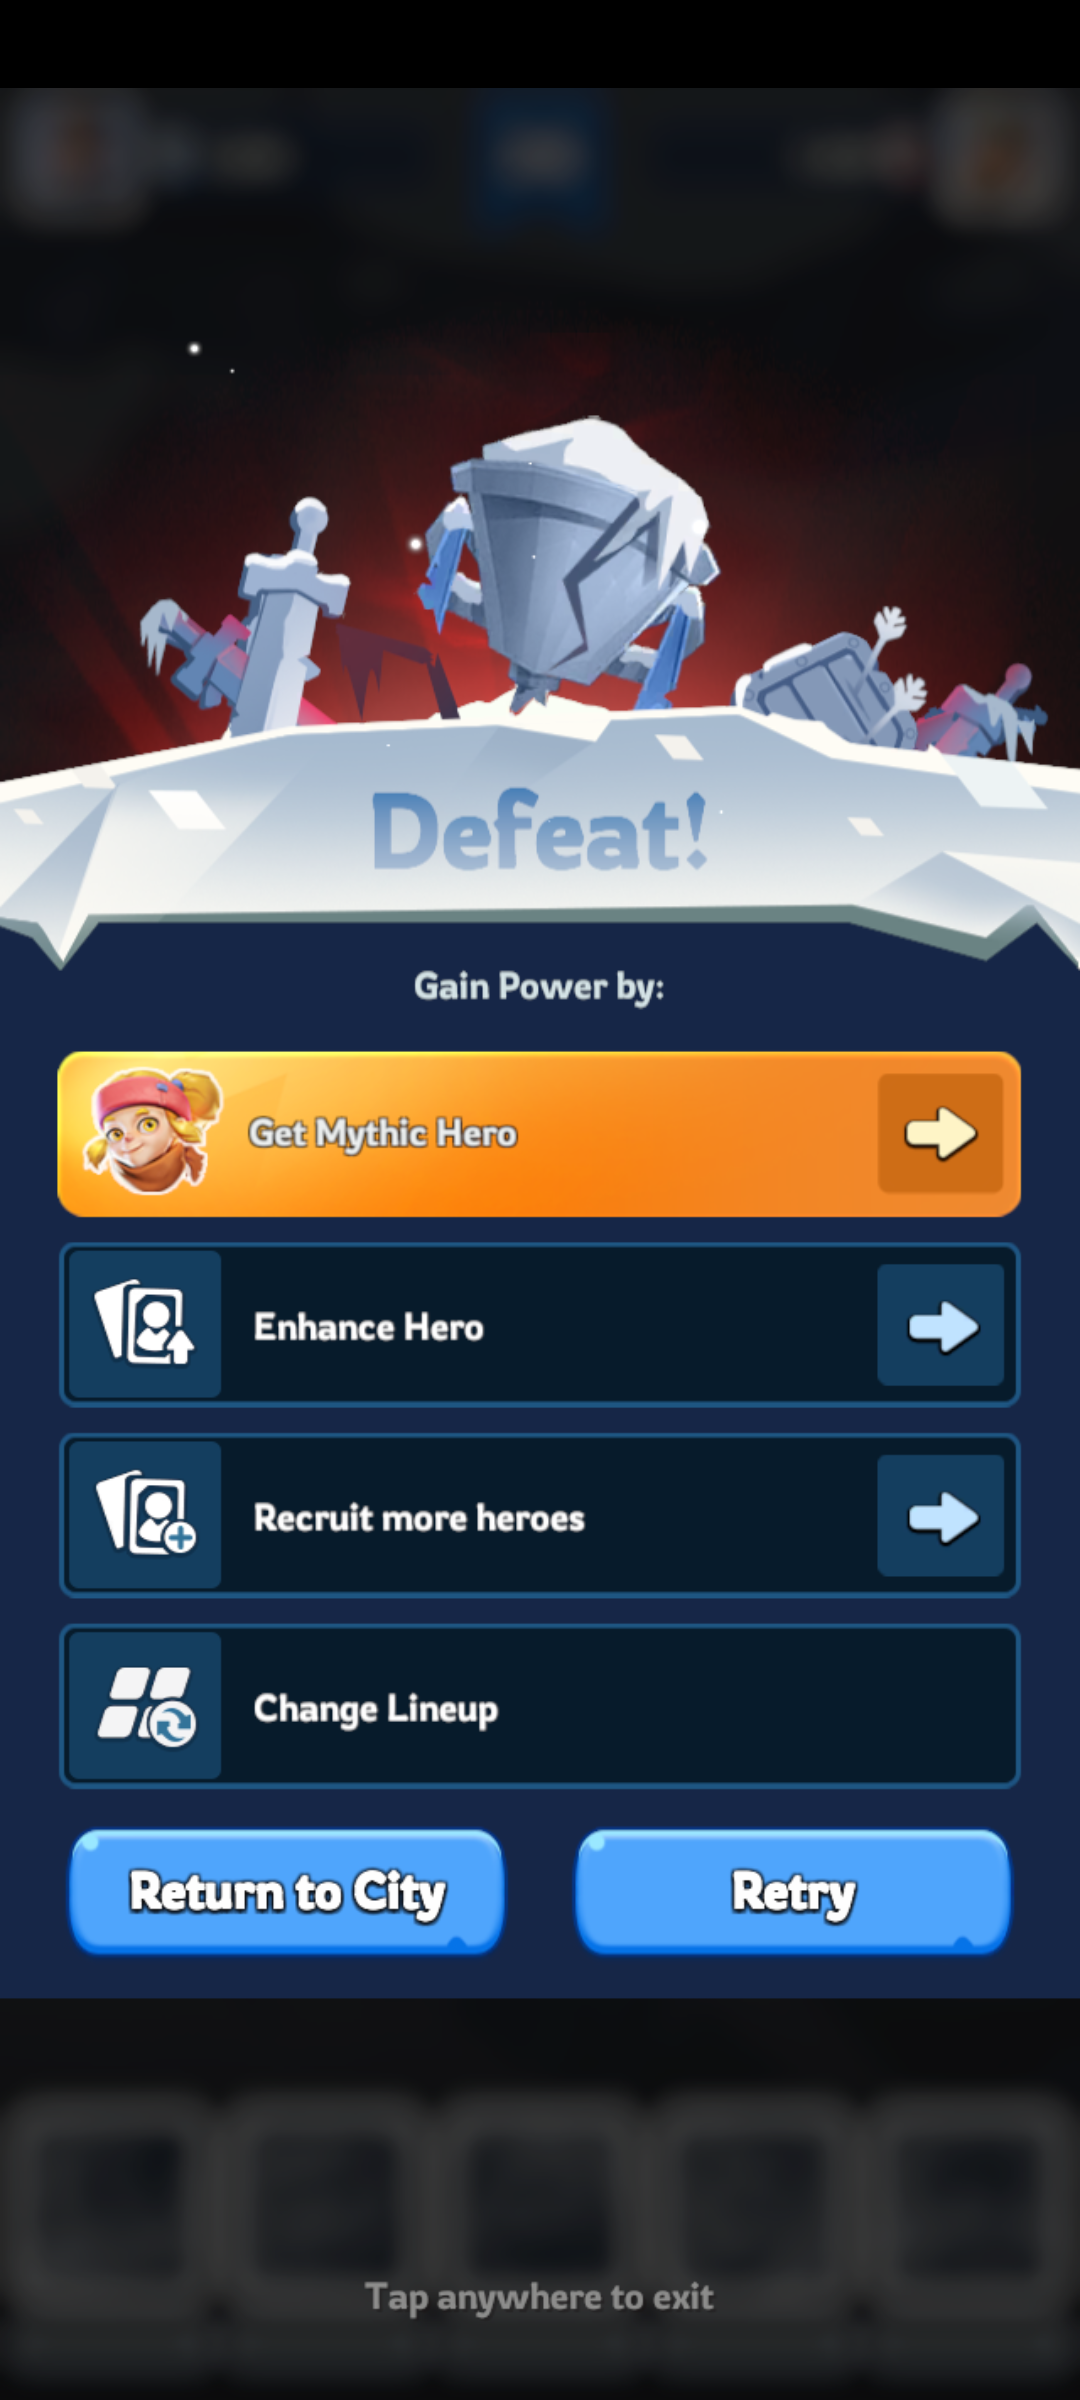 Defeat!
Gain Power by:
Get Mythic Hero
Enhance Hero
Recruit more heroes
Change Lineup
Return to City
Retry
Tap anywhere to exit